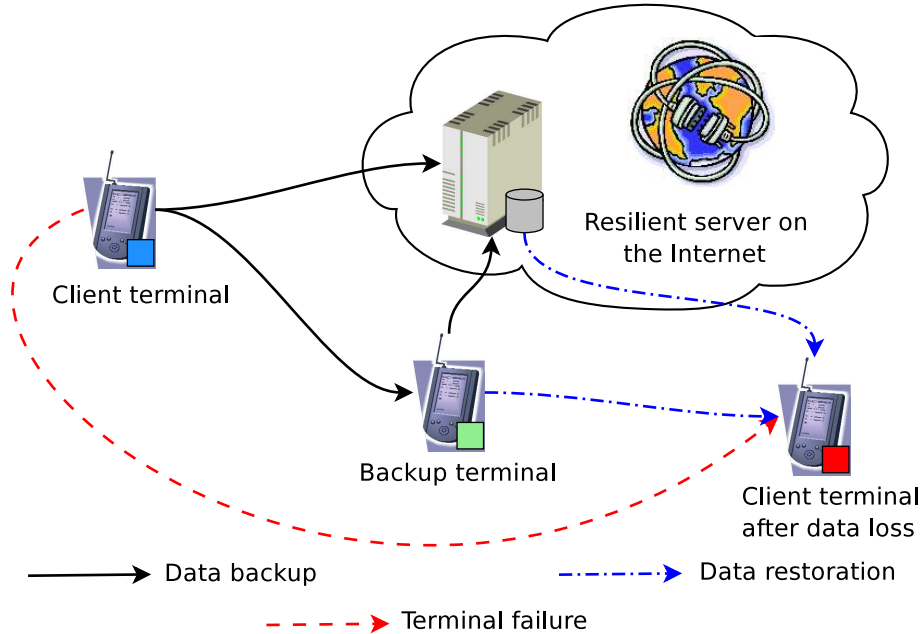 Resilient server on
the Internet
Client terminal
Backup terminal
Client terminal
after data loss
Data backup
Data restoration
Terminal failure